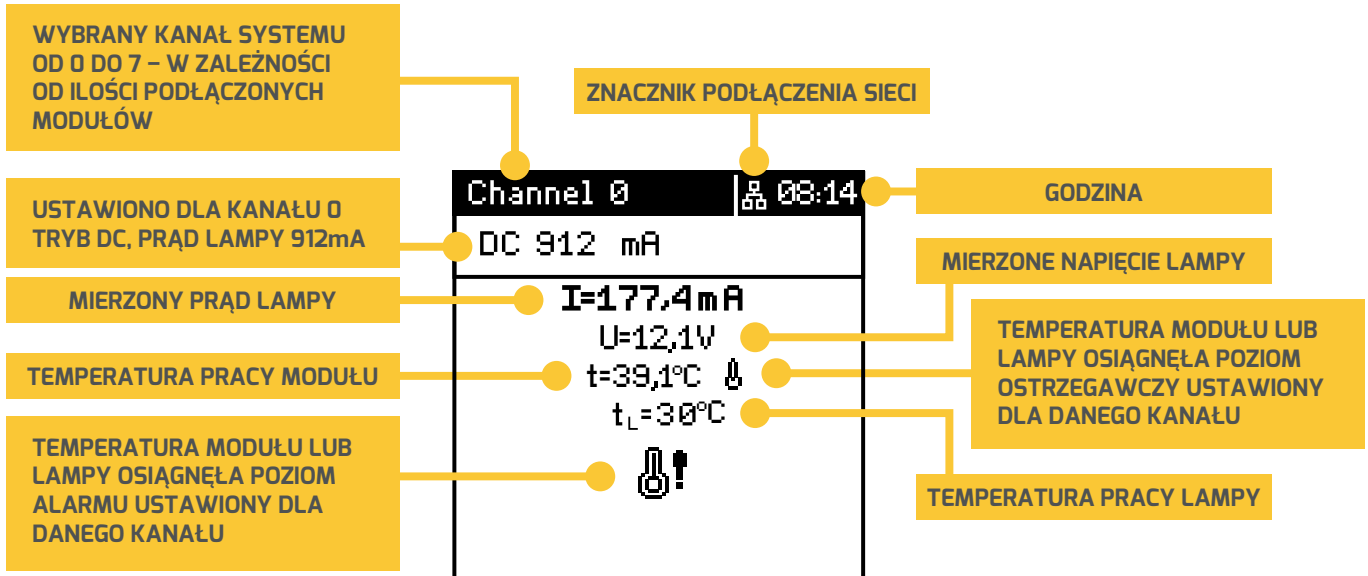 WYBRANY KANAŁ SYSTEMU
OD 0 DO 7 – W ZALEŻNOŚCI
OD ILOŚCI PODŁĄCZONYCH
MODUŁÓW
ZNACZNIK PODŁĄCZENIA SIECI
USTAWIONO DLA KANAŁU 0
TRYB DC, PRĄD LAMPY 912mA
MIERZONY PRĄD LAMPY
TEMPERATURA PRACY MODUŁU
TEMPERATURA MODUŁU LUB
LAMPY OSIĄGNĘŁA POZIOM
ALARMU USTAWIONY DLA
DANEGO KANAŁU
Channel 0 08:14
DC 912 mA
I=177,4mA
U=12,1V
t=39,1°C
tL=30°C
GODZINA
MIERZONE NAPIĘCIE LAMPY
TEMPERATURA MODUŁU LUB
LAMPY OSIĄGNĘŁA POZIOM
OSTRZEGAWCZY USTAWIONY
DLA DANEGO KANAŁU
TEMPERATURA PRACY LAMPY